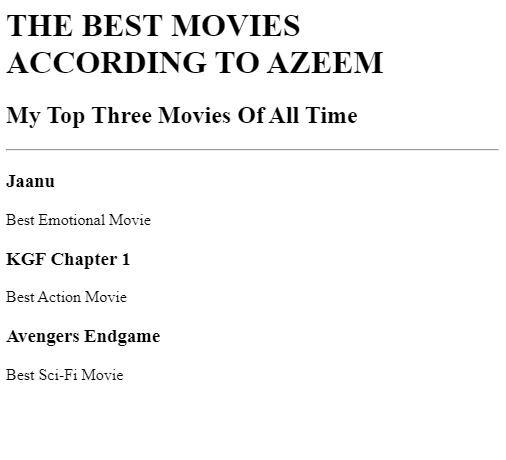 THE BEST MOVIES
ACCORDING TO AZEEM
My Top Three Movies Of All Time
Jaanu
Best Emotional Movie
KGF Chapter 1
Best Action Movie
Avengers Endgame
Best Sci-Fi Movie